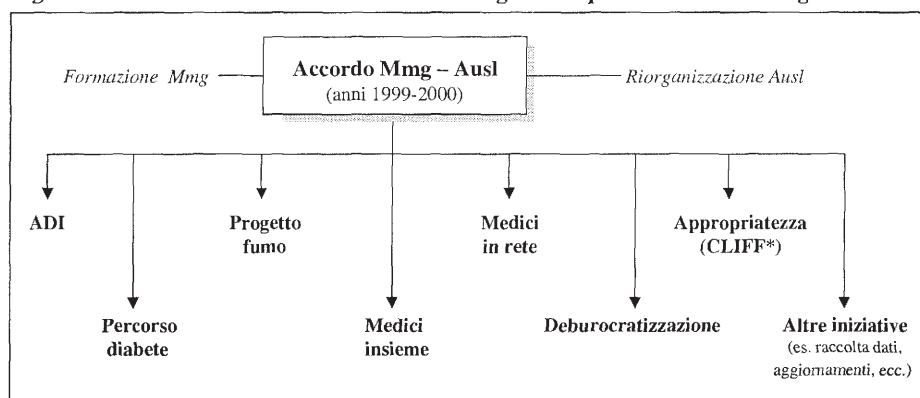 Accordo Mmg – Ausl
(anni 1999-2000)
Formazione Mmg
Riorganizzazione Ausl
ADI
Progetto
fumo
Medici
in rete
Appropriatezza
(CLIFF*)
Percorso
diabete
Medici
insieme
Deburocratizzazione
Altre iniziative
(es. raccolta dati,
aggiornamenti, ecc.)